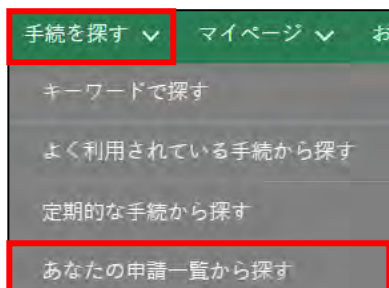 手続を探す マイページ お
キーワードで探す
よく利用されている手続から探す
定期的な手続から探す
あなたの申請一覧から探す